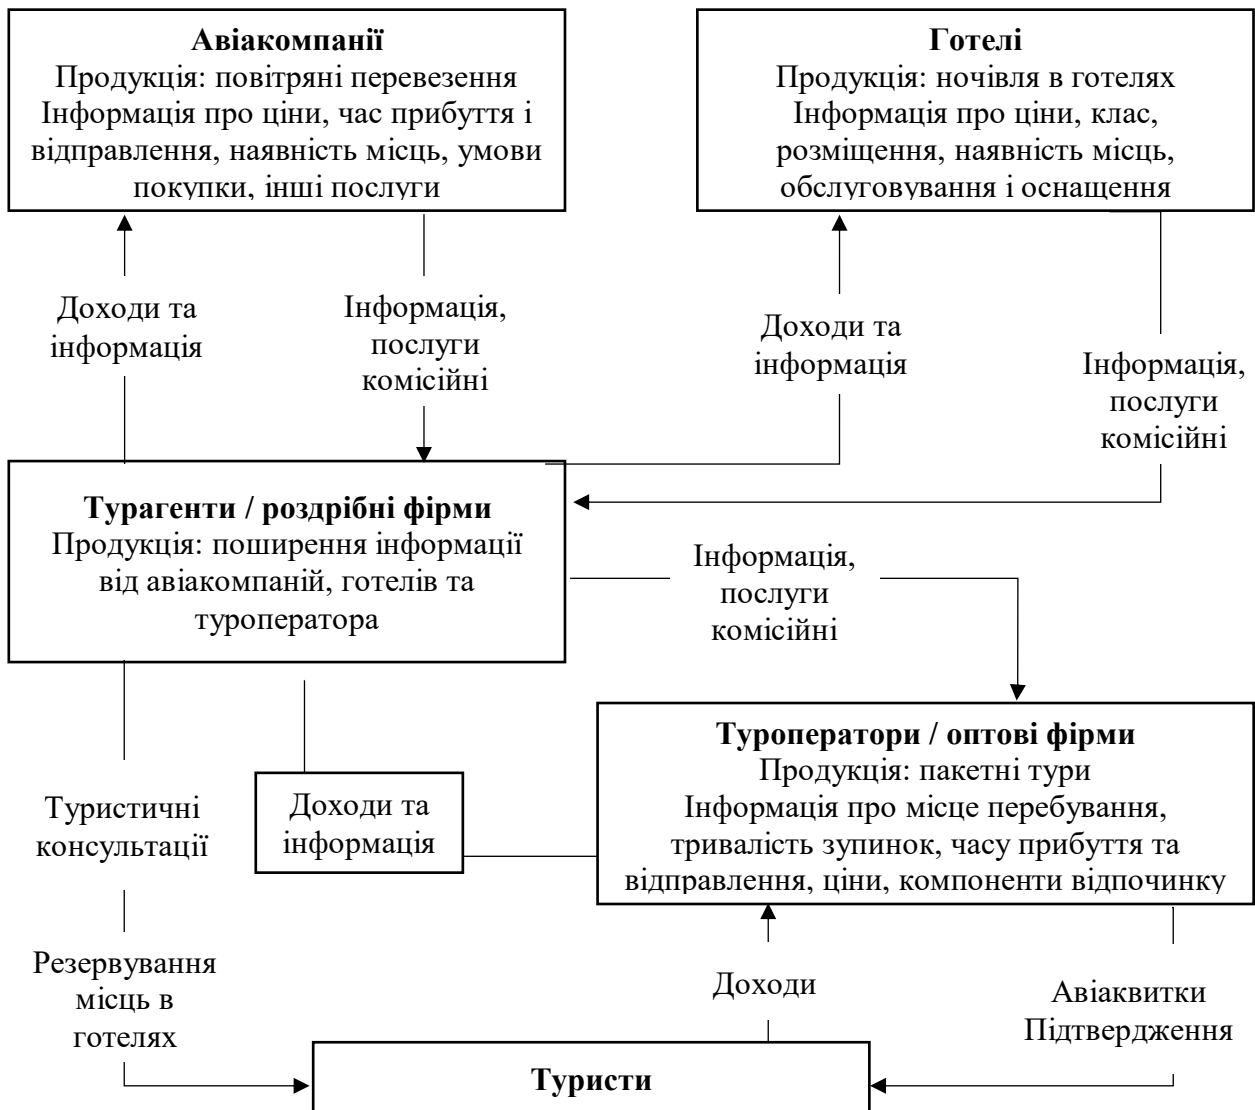 Авіакомпанії
Продукція: повітряні перевезення
Інформація про ціни, час прибуття і
відправлення, наявність місць, умови
покупки, інші послуги
Готелі
Продукція: ночівля в готелях
Інформація про ціни, клас,
розміщення, наявність місць,
обслуговування і оснащення
Доходи та
інформація
Інформація,
послуги
комісійні
Доходи та
інформація
Інформація,
послуги
комісійні
Турагенти / роздрібні фірми
Продукція: поширення інформації
від авіакомпаній, готелів та
туроператора
Інформація,
послуги
комісійні
Туроператори / оптові фірми
Продукція: пакетні тури
Інформація про місце перебування,
тривалість зупинок, часу прибуття та
відправлення, ціни, компоненти відпочинку
Туристичні
консультації
Доходи та
інформація
Резервування
місць в
готелях
Доходи
Авіаквитки
Підтвердження
Туристи